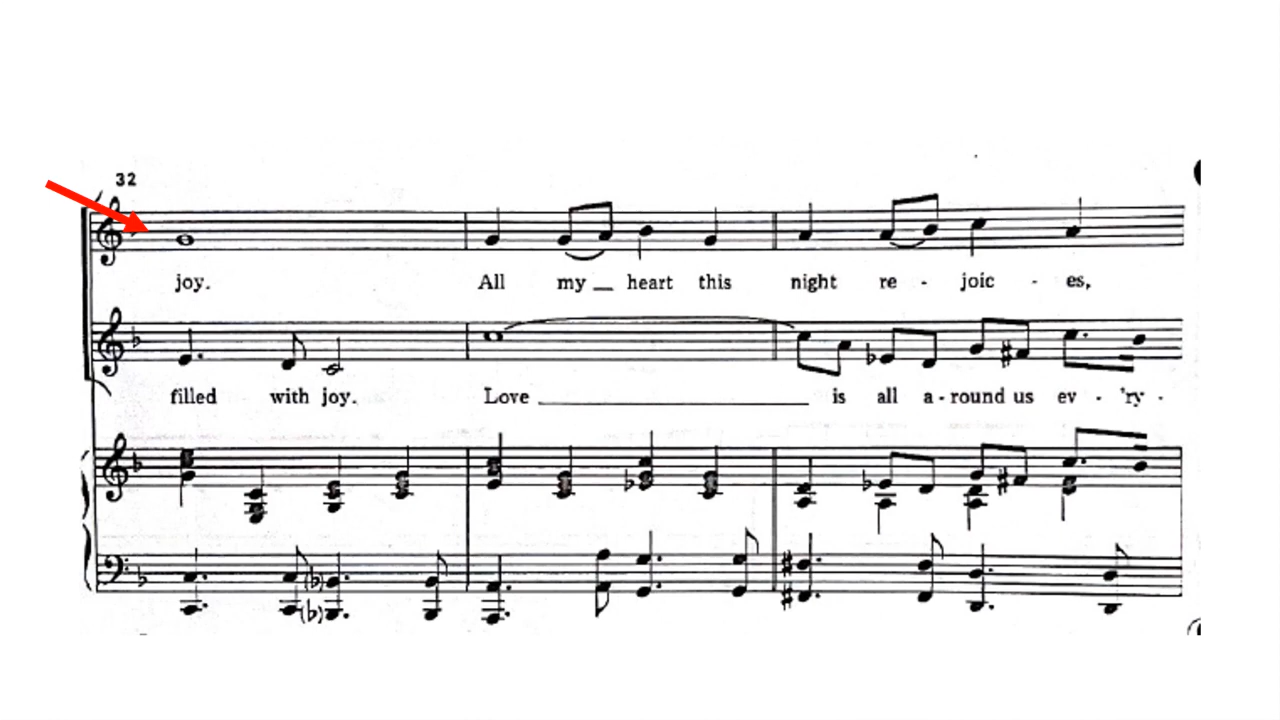 32
joy. All my heart this night re - joic - es,
filled with joy. Love is all a - round us ev - 'ry -